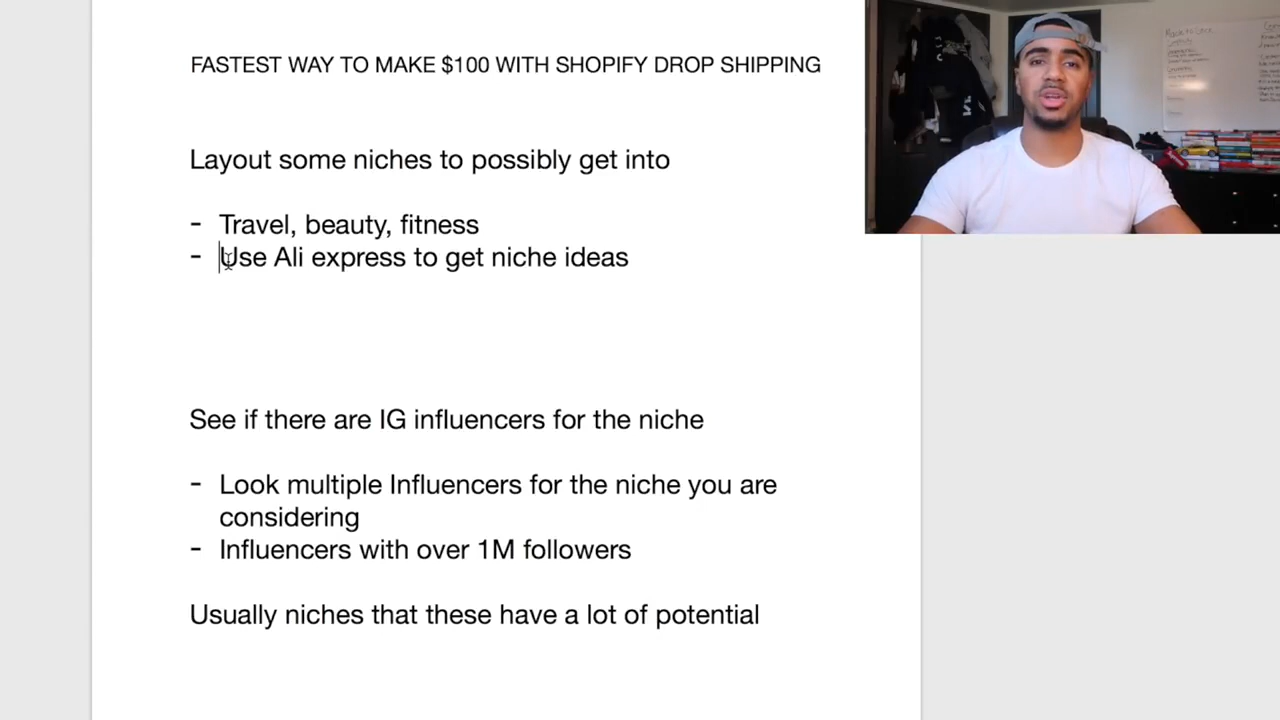 FASTEST WAY TO MAKE $100 WITH SHOPIFY DROP SHIPPING
Layout some niches to possibly get into
- Travel, beauty, fitness
- Use Ali express to get niche ideas
See if there are IG influencers for the niche
- Look multiple Influencers for the niche you are
considering
- Influencers with over 1M followers
Usually niches that these have a lot of potential